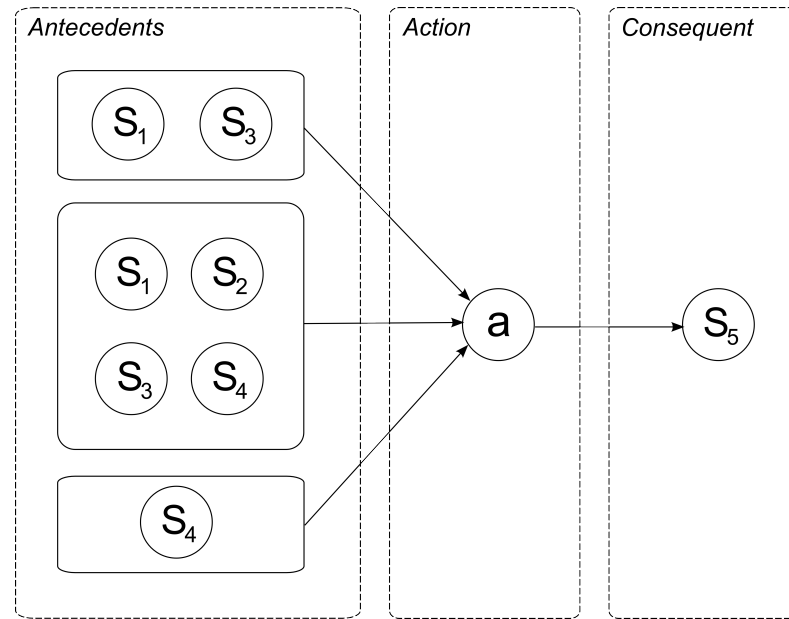 Antecedents
Action
Consequent
S₁ S₃
S₁ S₂
S₃ S₄
a
S₅
S₄